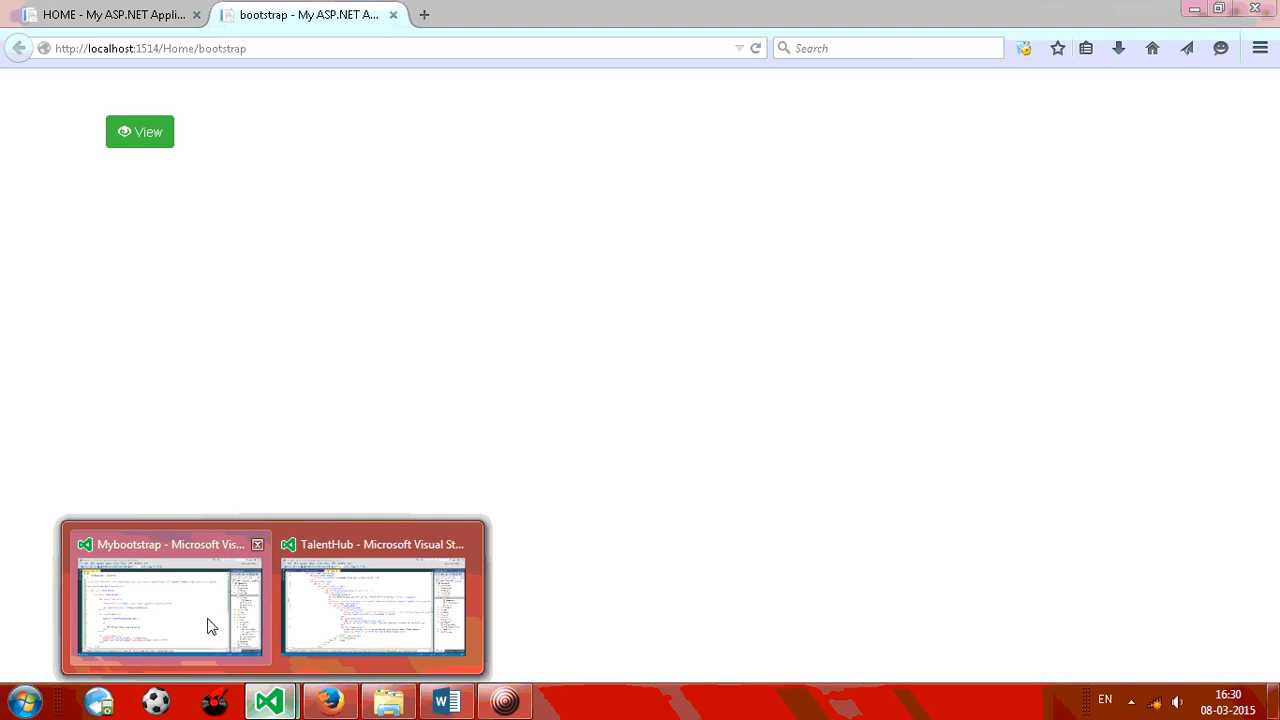 HOME - My ASP.NET Appli...
bootstrap - My ASP.NET A...
http://localhost:1514/Home/bootstrap
Search
View
Mybootstrap - Microsoft Vis...
TalentHub - Microsoft Visual St...
EN
16:30
08-03-2015